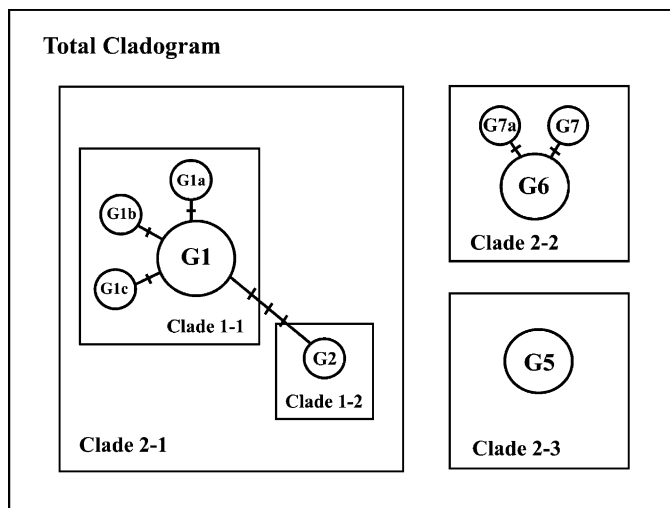 Total Cladogram
G1a
G1b
G1
G1c
Clade 1-1
G2
Clade 1-2
Clade 2-1
G7a
G7
G6
Clade 2-2
G5
Clade 2-3